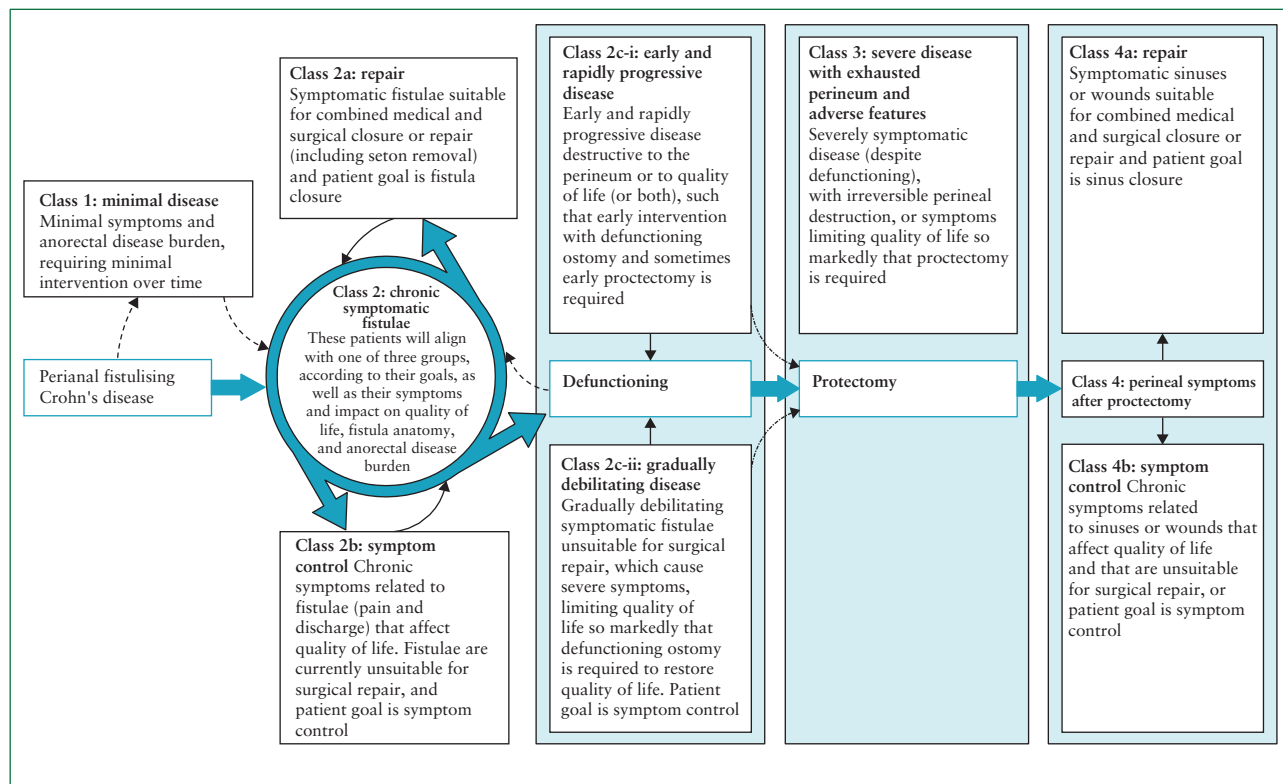 Class 1: minimal disease
Minimal symptoms and
anorectal disease burden,
requiring minimal
intervention over time
Perianal fistulising
Crohn's disease
Class 2a: repair
Symptomatic fistulae suitable
for combined medical and
surgical closure or repair
(including seton removal)
and patient goal is fistula
closure
Class 2: chronic
symptomatic
fistulae
These patients will align
with one of three groups,
according to their goals, as
well as their symptoms
and impact on quality of
life, fistula anatomy,
and anorectal disease
burden
Class 2b: symptom
control Chronic
symptoms related to
fistulae (pain and
discharge) that affect
quality of life. Fistulae are
currently unsuitable for
surgical repair, and
patient goal is symptom
control
Class 2c-i: early and
rapidly progressive
disease
Early and rapidly
progressive disease
destructive to the
perineum or to quality
of life (or both), such
that early intervention
with defunctioning
ostomy and sometimes
early proctectomy is
required
Defunctioning
Class 2c-ii: gradually
debilitating disease
Gradually debilitating
symptomatic fistulae
unsuitable for surgical
repair, which cause
severe symptoms,
limiting quality of
life so markedly that
defunctioning ostomy
is required to restore
quality of life. Patient
goal is symptom control
Class 3: severe disease
with exhausted
perineum and
adverse features
Severely symptomatic
disease (despite
defunctioning),
with irreversible perineal
destruction, or symptoms
limiting quality of life so
markedly that proctectomy
is required
Protectomy
Class 4a: repair
Symptomatic sinuses
or wounds suitable
for combined medical
and surgical closure or
repair and patient goal
is sinus closure
Class 4: perineal symptoms
after proctectomy
Class 4b: symptom
control Chronic
symptoms related
to sinuses or wounds that
affect quality of life
and that are unsuitable
for surgical repair, or
patient goal is symptom
control